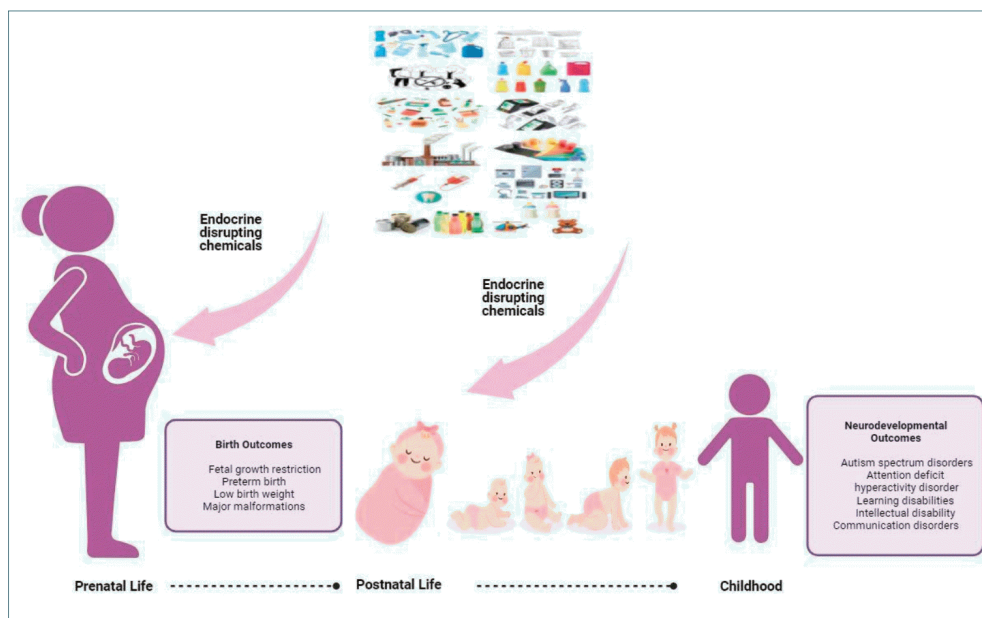 Endocrine
disrupting
chemicals
Endocrine
disrupting
chemicals
Birth Outcomes
Fetal growth restriction
Preterm birth
Low birth weight
Major malformations
Neurodevelopmental
Outcomes
Autism spectrum disorders
Attention deficit
hyperactivity disorder
Learning disabilities
Intellectual disability
Communication disorders
Prenatal Life
Postnatal Life
Childhood